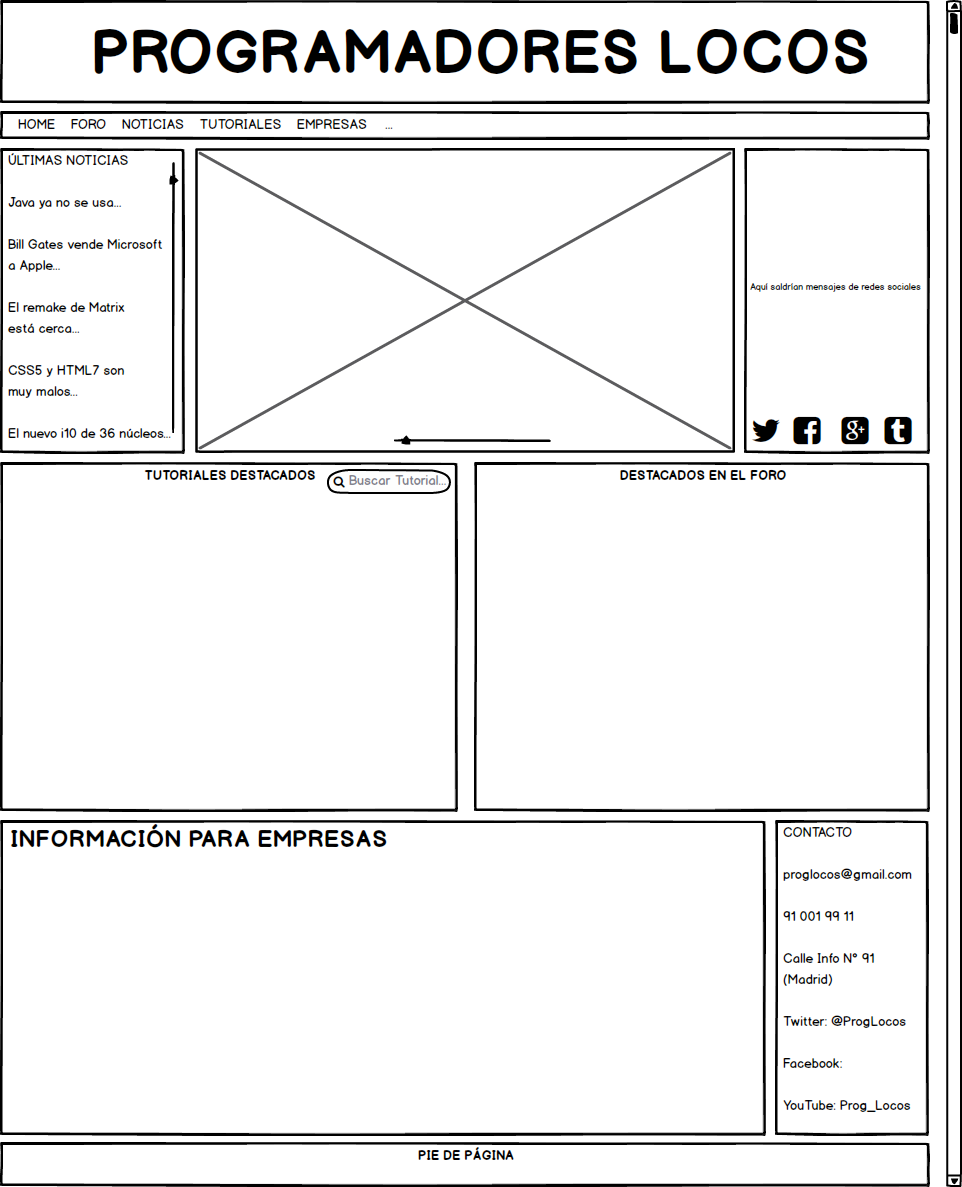 PROGRAMADORES LOCOS
HOME FORO NOTICIAS TUTORIALES EMPRESAS ...
ÚLTIMAS NOTICIAS
Java ya no se usa...
Bill Gates vende Microsoft
a Apple...
El remake de Matrix
está cerca...
CSS5 y HTML7 son
muy malos...
El nuevo i10 de 36 núcleos...
Aquí saldrían mensajes de redes sociales
TUTORIALES DESTACADOS
Buscar Tutorial...
DESTACADOS EN EL FORO
INFORMACIÓN PARA EMPRESAS
CONTACTO
proglocos@gmail.com
91 001 99 11
Calle Info Nº 91
(Madrid)
Twitter: @ProgLocos
Facebook:
YouTube: Prog_Locos
PIE DE PÁGINA